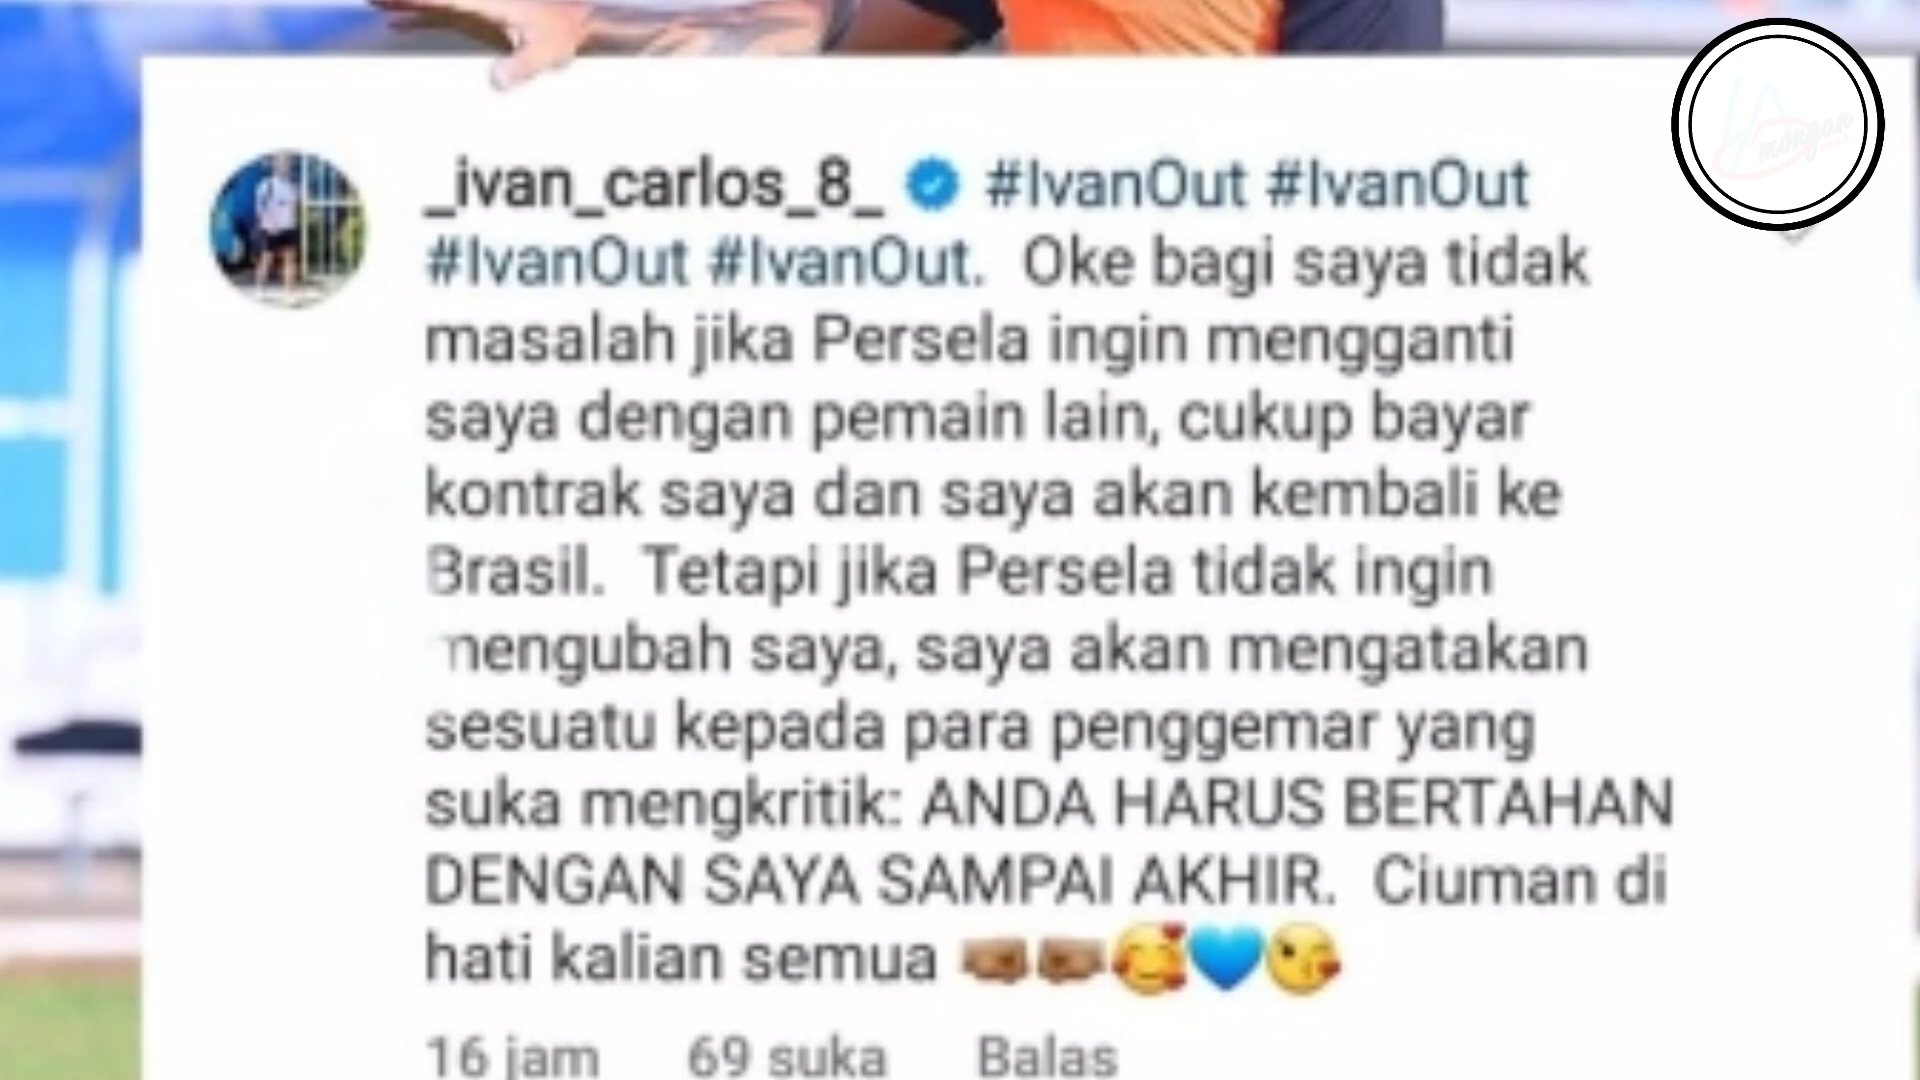 _ivan_carlos_8_ #IvanOut #IvanOut
#IvanOut #IvanOut. Oke bagi saya tidak
masalah jika Persela ingin mengganti
saya dengan pemain lain, cukup bayar
kontrak saya dan saya akan kembali ke
Brasil. Tetapi jika Persela tidak ingin
mengubah saya, saya akan mengatakan
sesuatu kepada para penggemar yang
suka mengkritik: ANDA HARUS BERTAHAN
DENGAN SAYA SAMPAI AKHIR. Ciuman di
hati kalian semua 🤜🏽🤛🏽🥰💙😘
16 jam 69 suka Balas